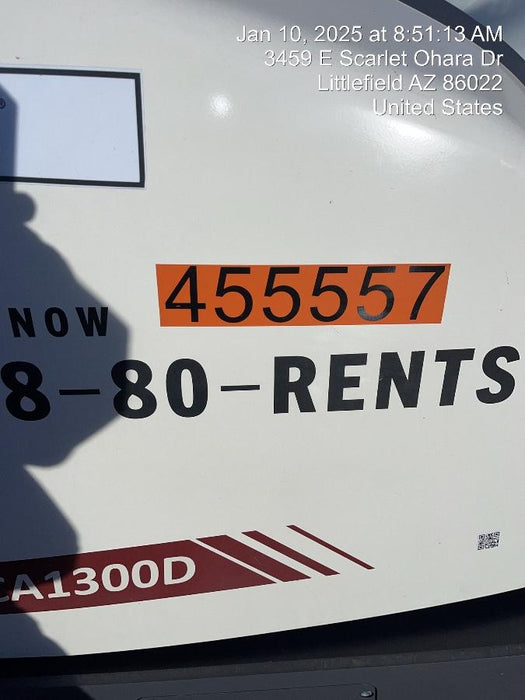 Jan 10, 2025 at 8:51:13 AM
3459 E Scarlet Ohara Dr
Littlefield AZ 86022
United States
®
455557
NOW
8-80-RENTS
CA1300D